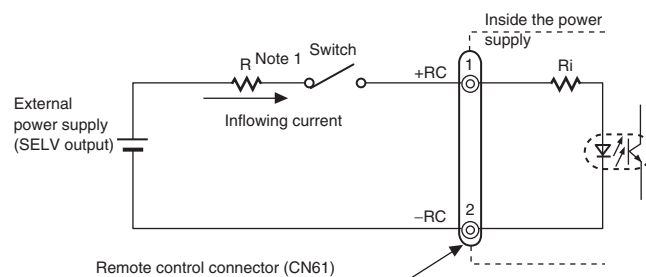 Inside the power
supply
R Note 1 Switch
+RC
1
Ri
External
power supply
(SELV output)
Inflowing current
–RC
2
Remote control connector (CN61)